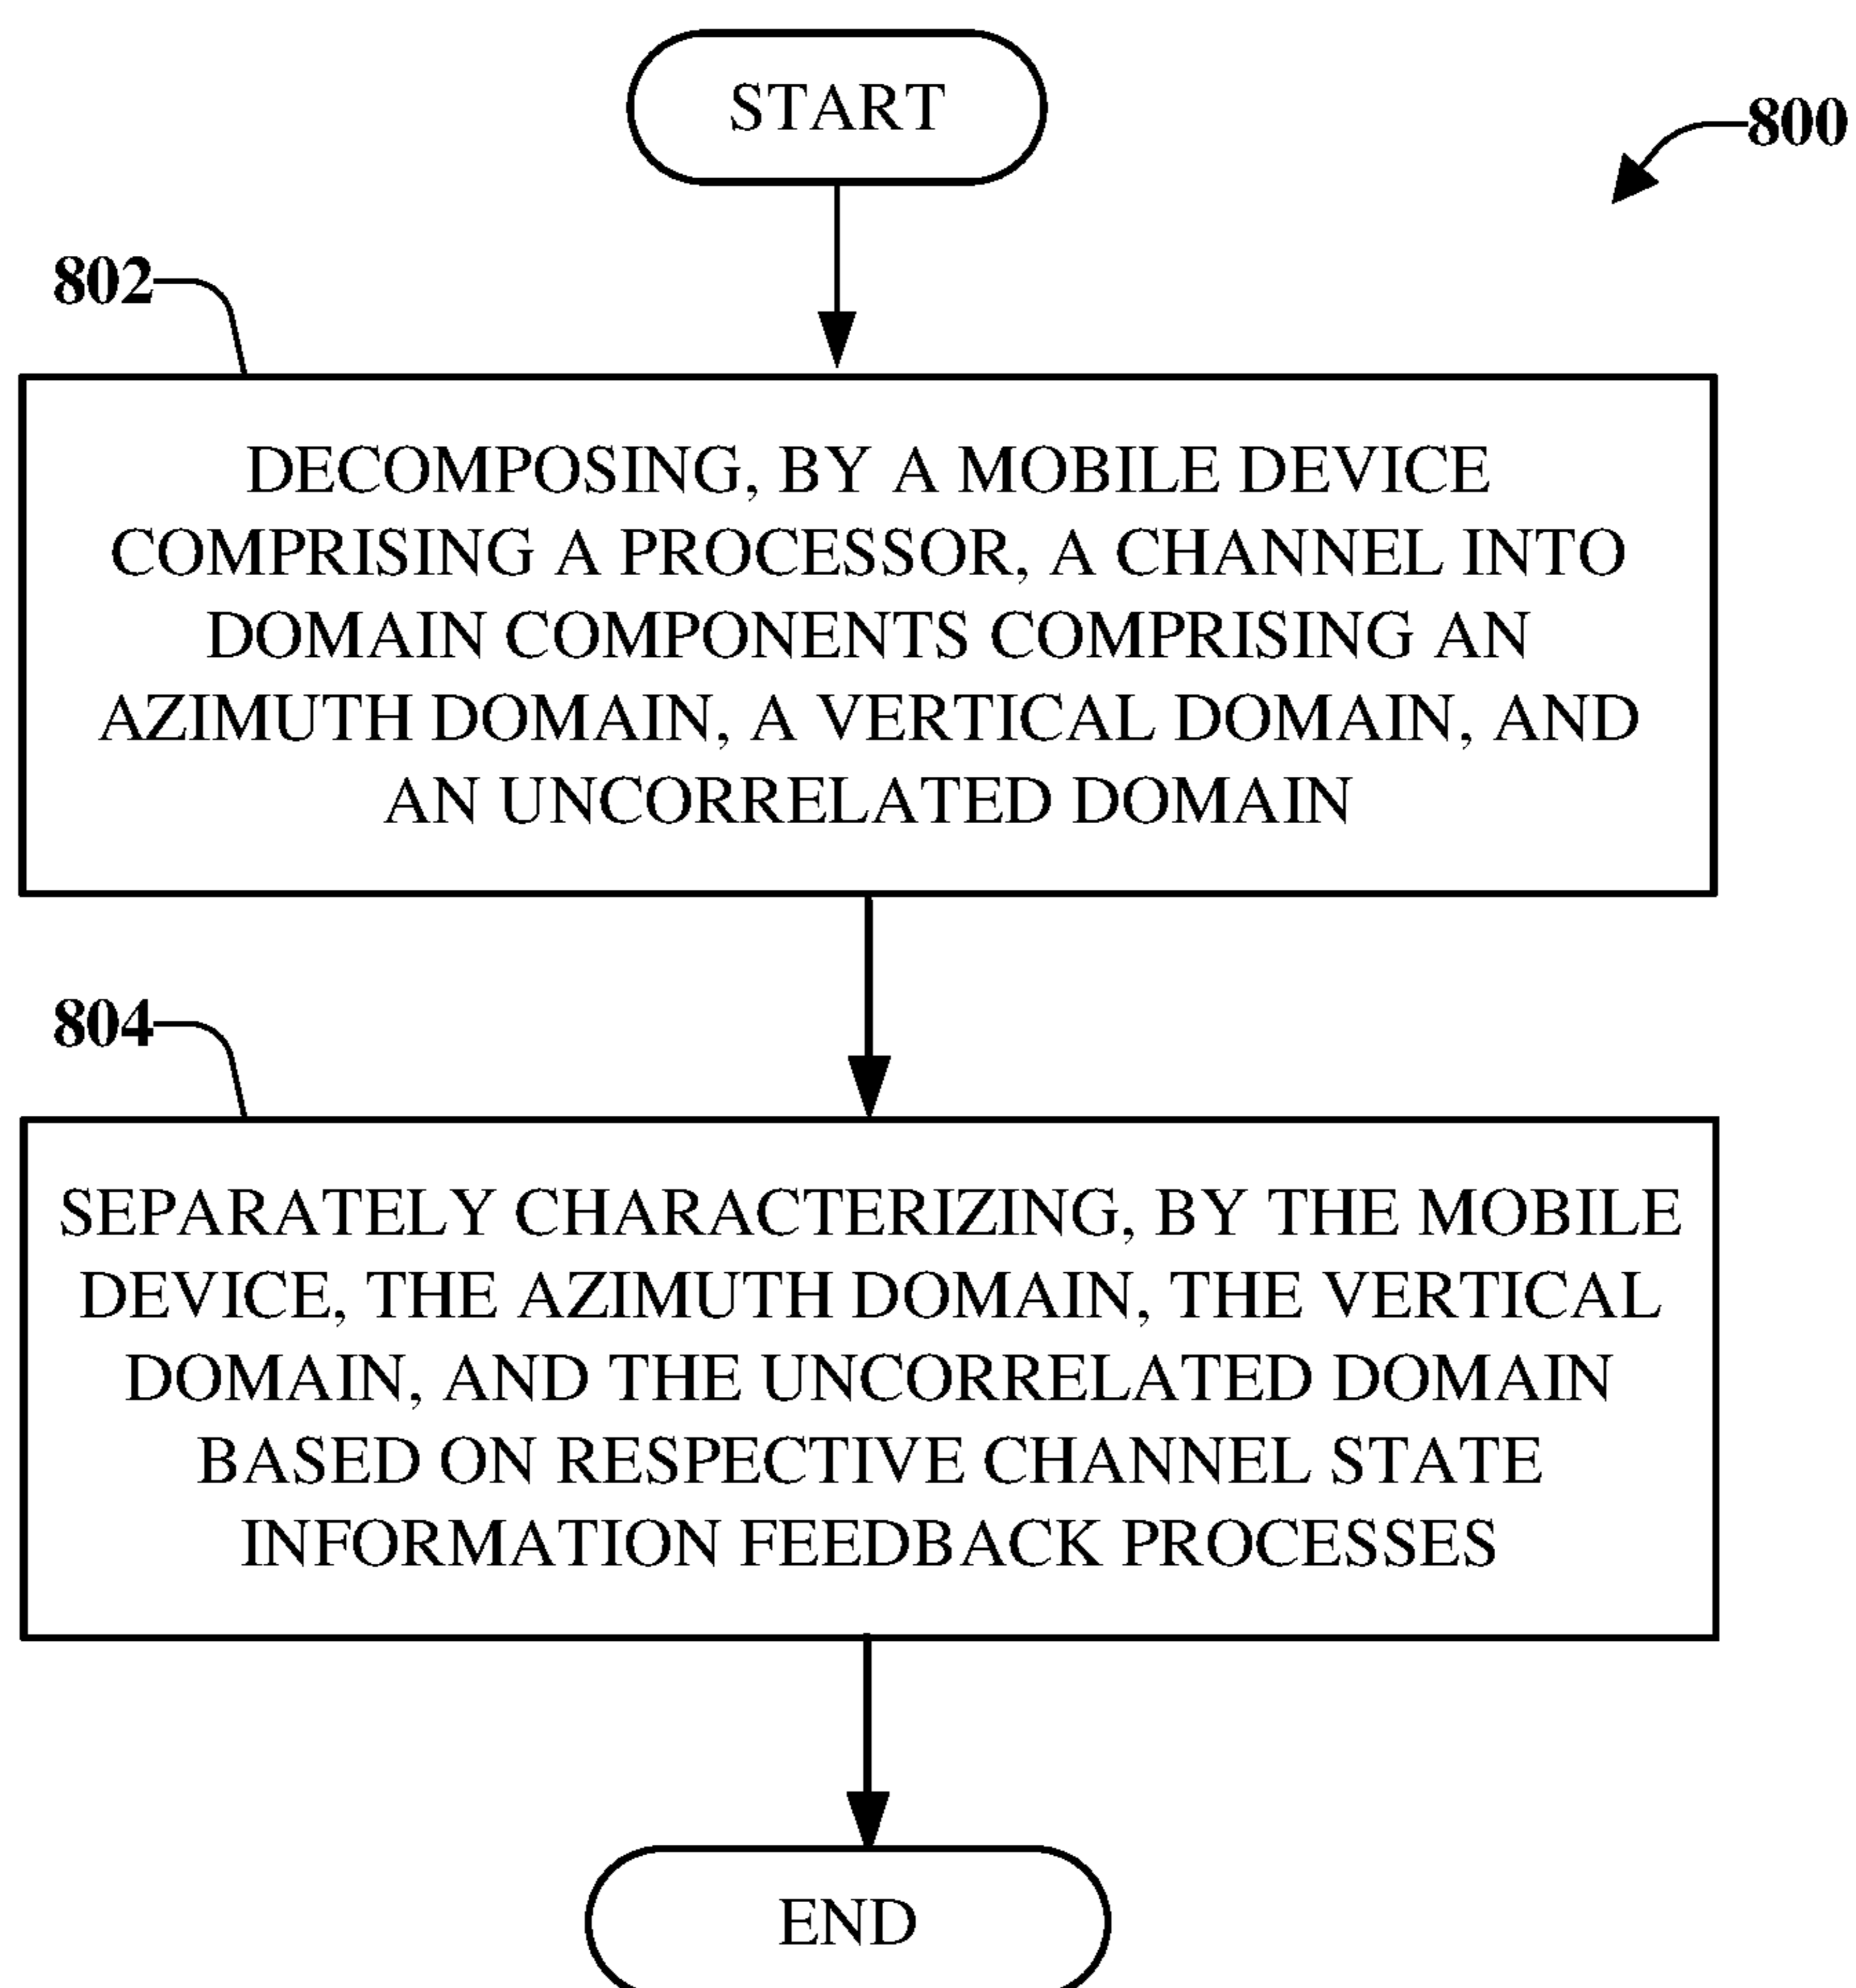 START
800
802
DECOMPOSING, BY A MOBILE DEVICE
COMPRISING A PROCESSOR, A CHANNEL INTO
DOMAIN COMPONENTS COMPRISING AN
AZIMUTH DOMAIN, A VERTICAL DOMAIN, AND
AN UNCORRELATED DOMAIN
804
SEPARATELY CHARACTERIZING, BY THE MOBILE
DEVICE, THE AZIMUTH DOMAIN, THE VERTICAL
DOMAIN, AND THE UNCORRELATED DOMAIN
BASED ON RESPECTIVE CHANNEL STATE
INFORMATION FEEDBACK PROCESSES
END